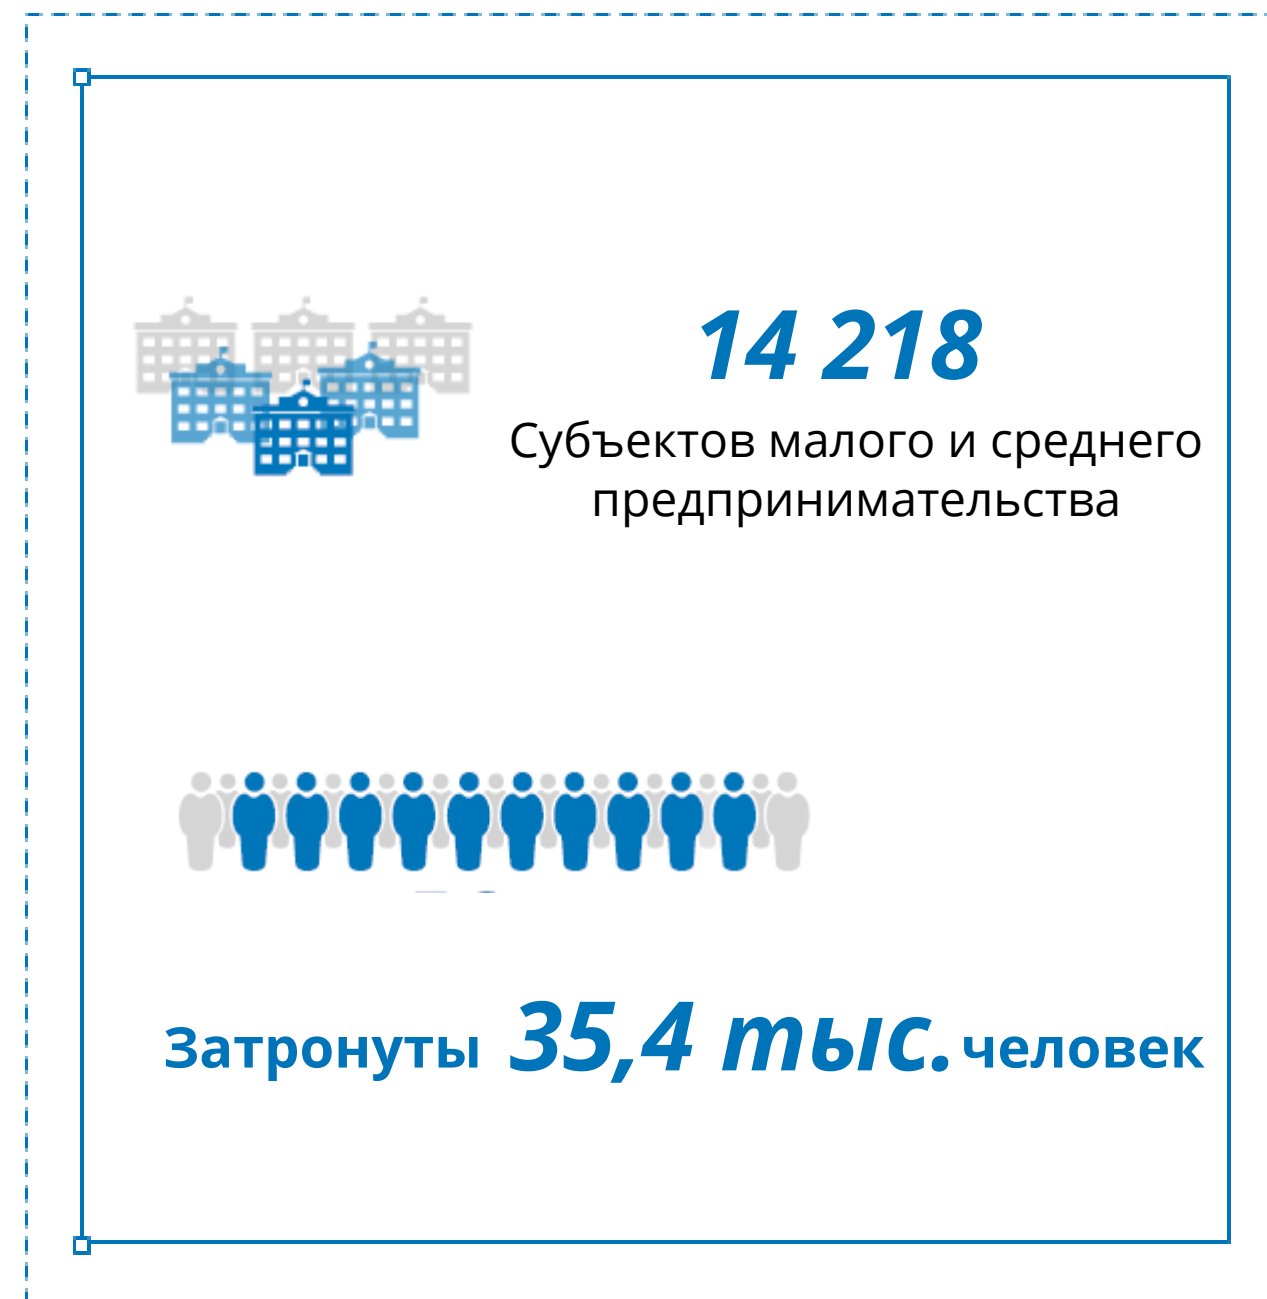 14 218
Субъектов малого и среднего
предпринимательства
Затронуты 35,4 тыс. человек